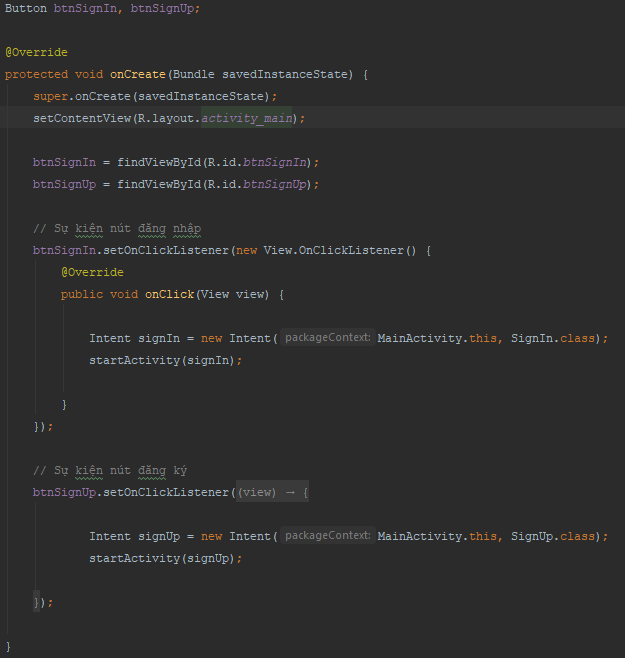 Button btnSignIn, btnSignUp;
@Override
protected void onCreate(Bundle savedInstanceState) {
super.onCreate(savedInstanceState);
setContentView(R.layout.activity_main);
btnSignIn = findViewById(R.id.btnSignIn);
btnSignUp = findViewById(R.id.btnSignUp);
// Sự kiện nút đăng nhập
btnSignIn.setOnClickListener(new View.OnClickListener() {
@Override
public void onClick(View view) {
Intent signIn = new Intent( packageContext: MainActivity.this, SignIn.class);
startActivity(signIn);
}
});
// Sự kiện nút đăng ký
btnSignUp.setOnClickListener((view) → {
Intent signUp = new Intent( packageContext: MainActivity.this, SignUp.class);
startActivity(signUp);
});
}